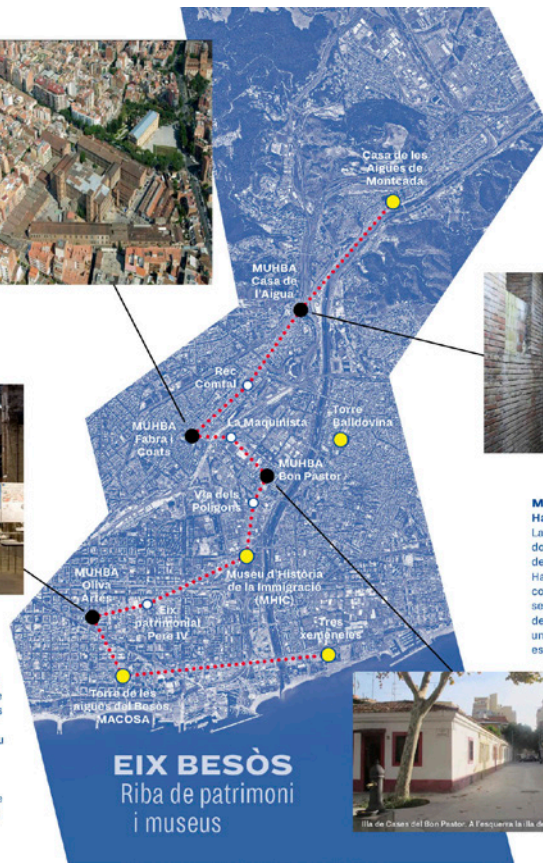 Casa de les
Aigües de
Montcada
MUHBA
Casa de
l'Aigua
Rec
Comtal
La Maquinista
Torre
Balldovina
MUHBA
Fabra i
Coats
MUHBA
Bon Pastor
Via dels
Polígons
Museu d'Història
de la Immigració
(MHIC)
MUHBA
Oliva
Artés
Eix
patrimonial
Pere IV
Tres
xemeneies
Torre de les
aigües del Besòs,
MACOSA
EIX BESÒS
Riba de patrimoni
i museus
Illa de Cases del Bon Pastor. A l'esquerra la illa de